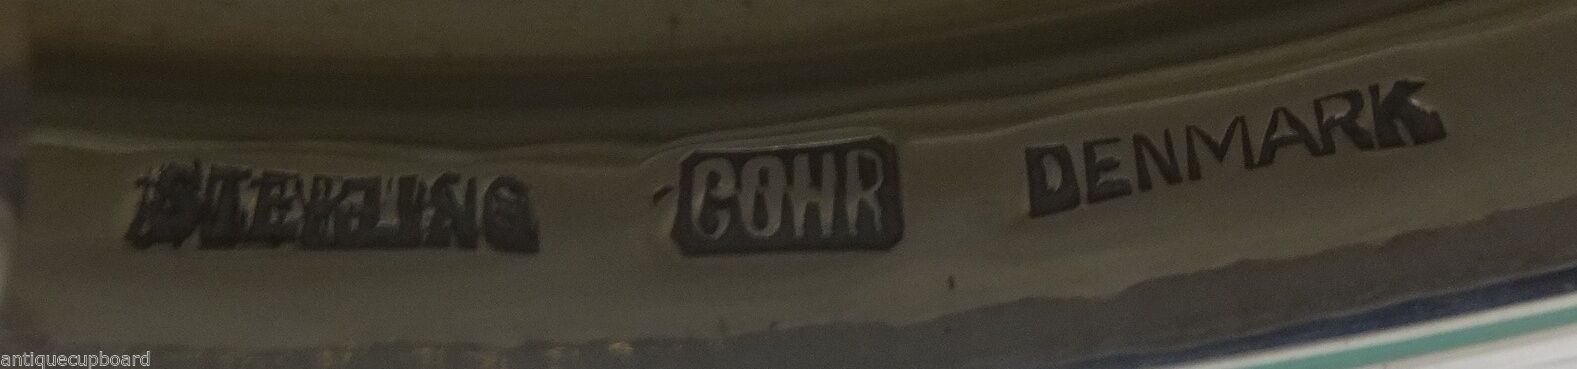 STERLING COHR DENMARK
antiquecupboard